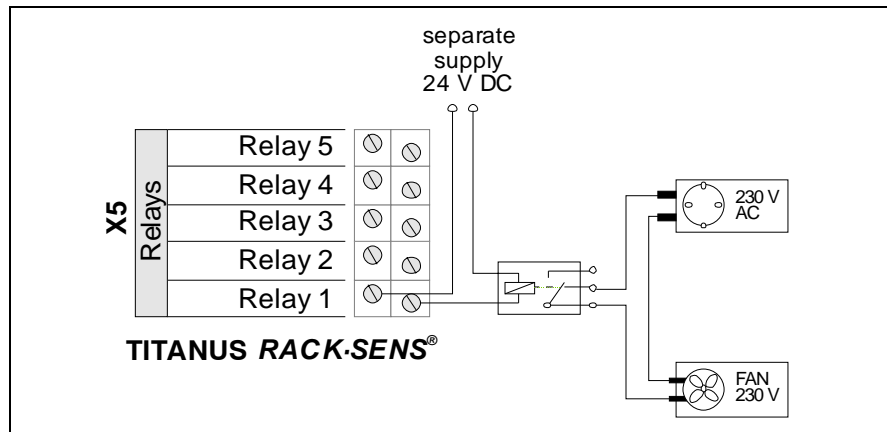 separate
supply
24 V DC
X5
Relays
Relay 5
Relay 4
Relay 3
Relay 2
Relay 1
TITANUS RACK·SENS®
230 V
AC
FAN
230 V